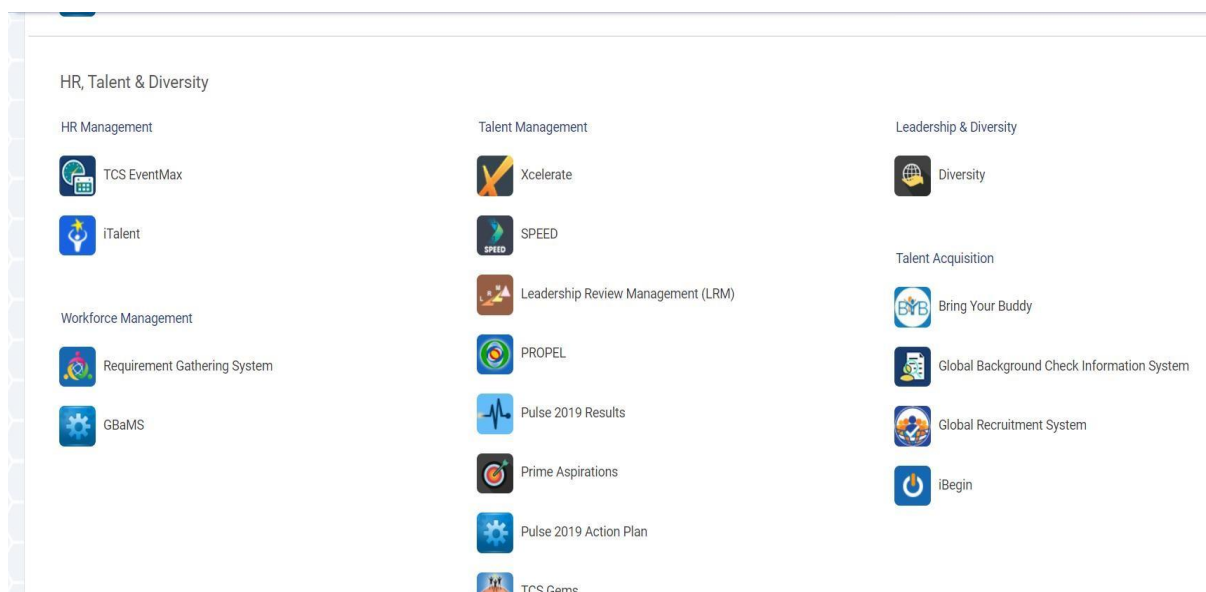 HR, Talent & Diversity
HR Management
TCS EventMax
iTalent
Workforce Management
Requirement Gathering System
GBaMS
Talent Management
Xcelerate
SPEED
SPEED
L R M
Leadership Review Management (LRM)
PROPEL
Pulse 2019 Results
Prime Aspirations
Pulse 2019 Action Plan
TCS Gems
Leadership & Diversity
Diversity
Talent Acquisition
BYB
Bring Your Buddy
Global Background Check Information System
Global Recruitment System
iBegin